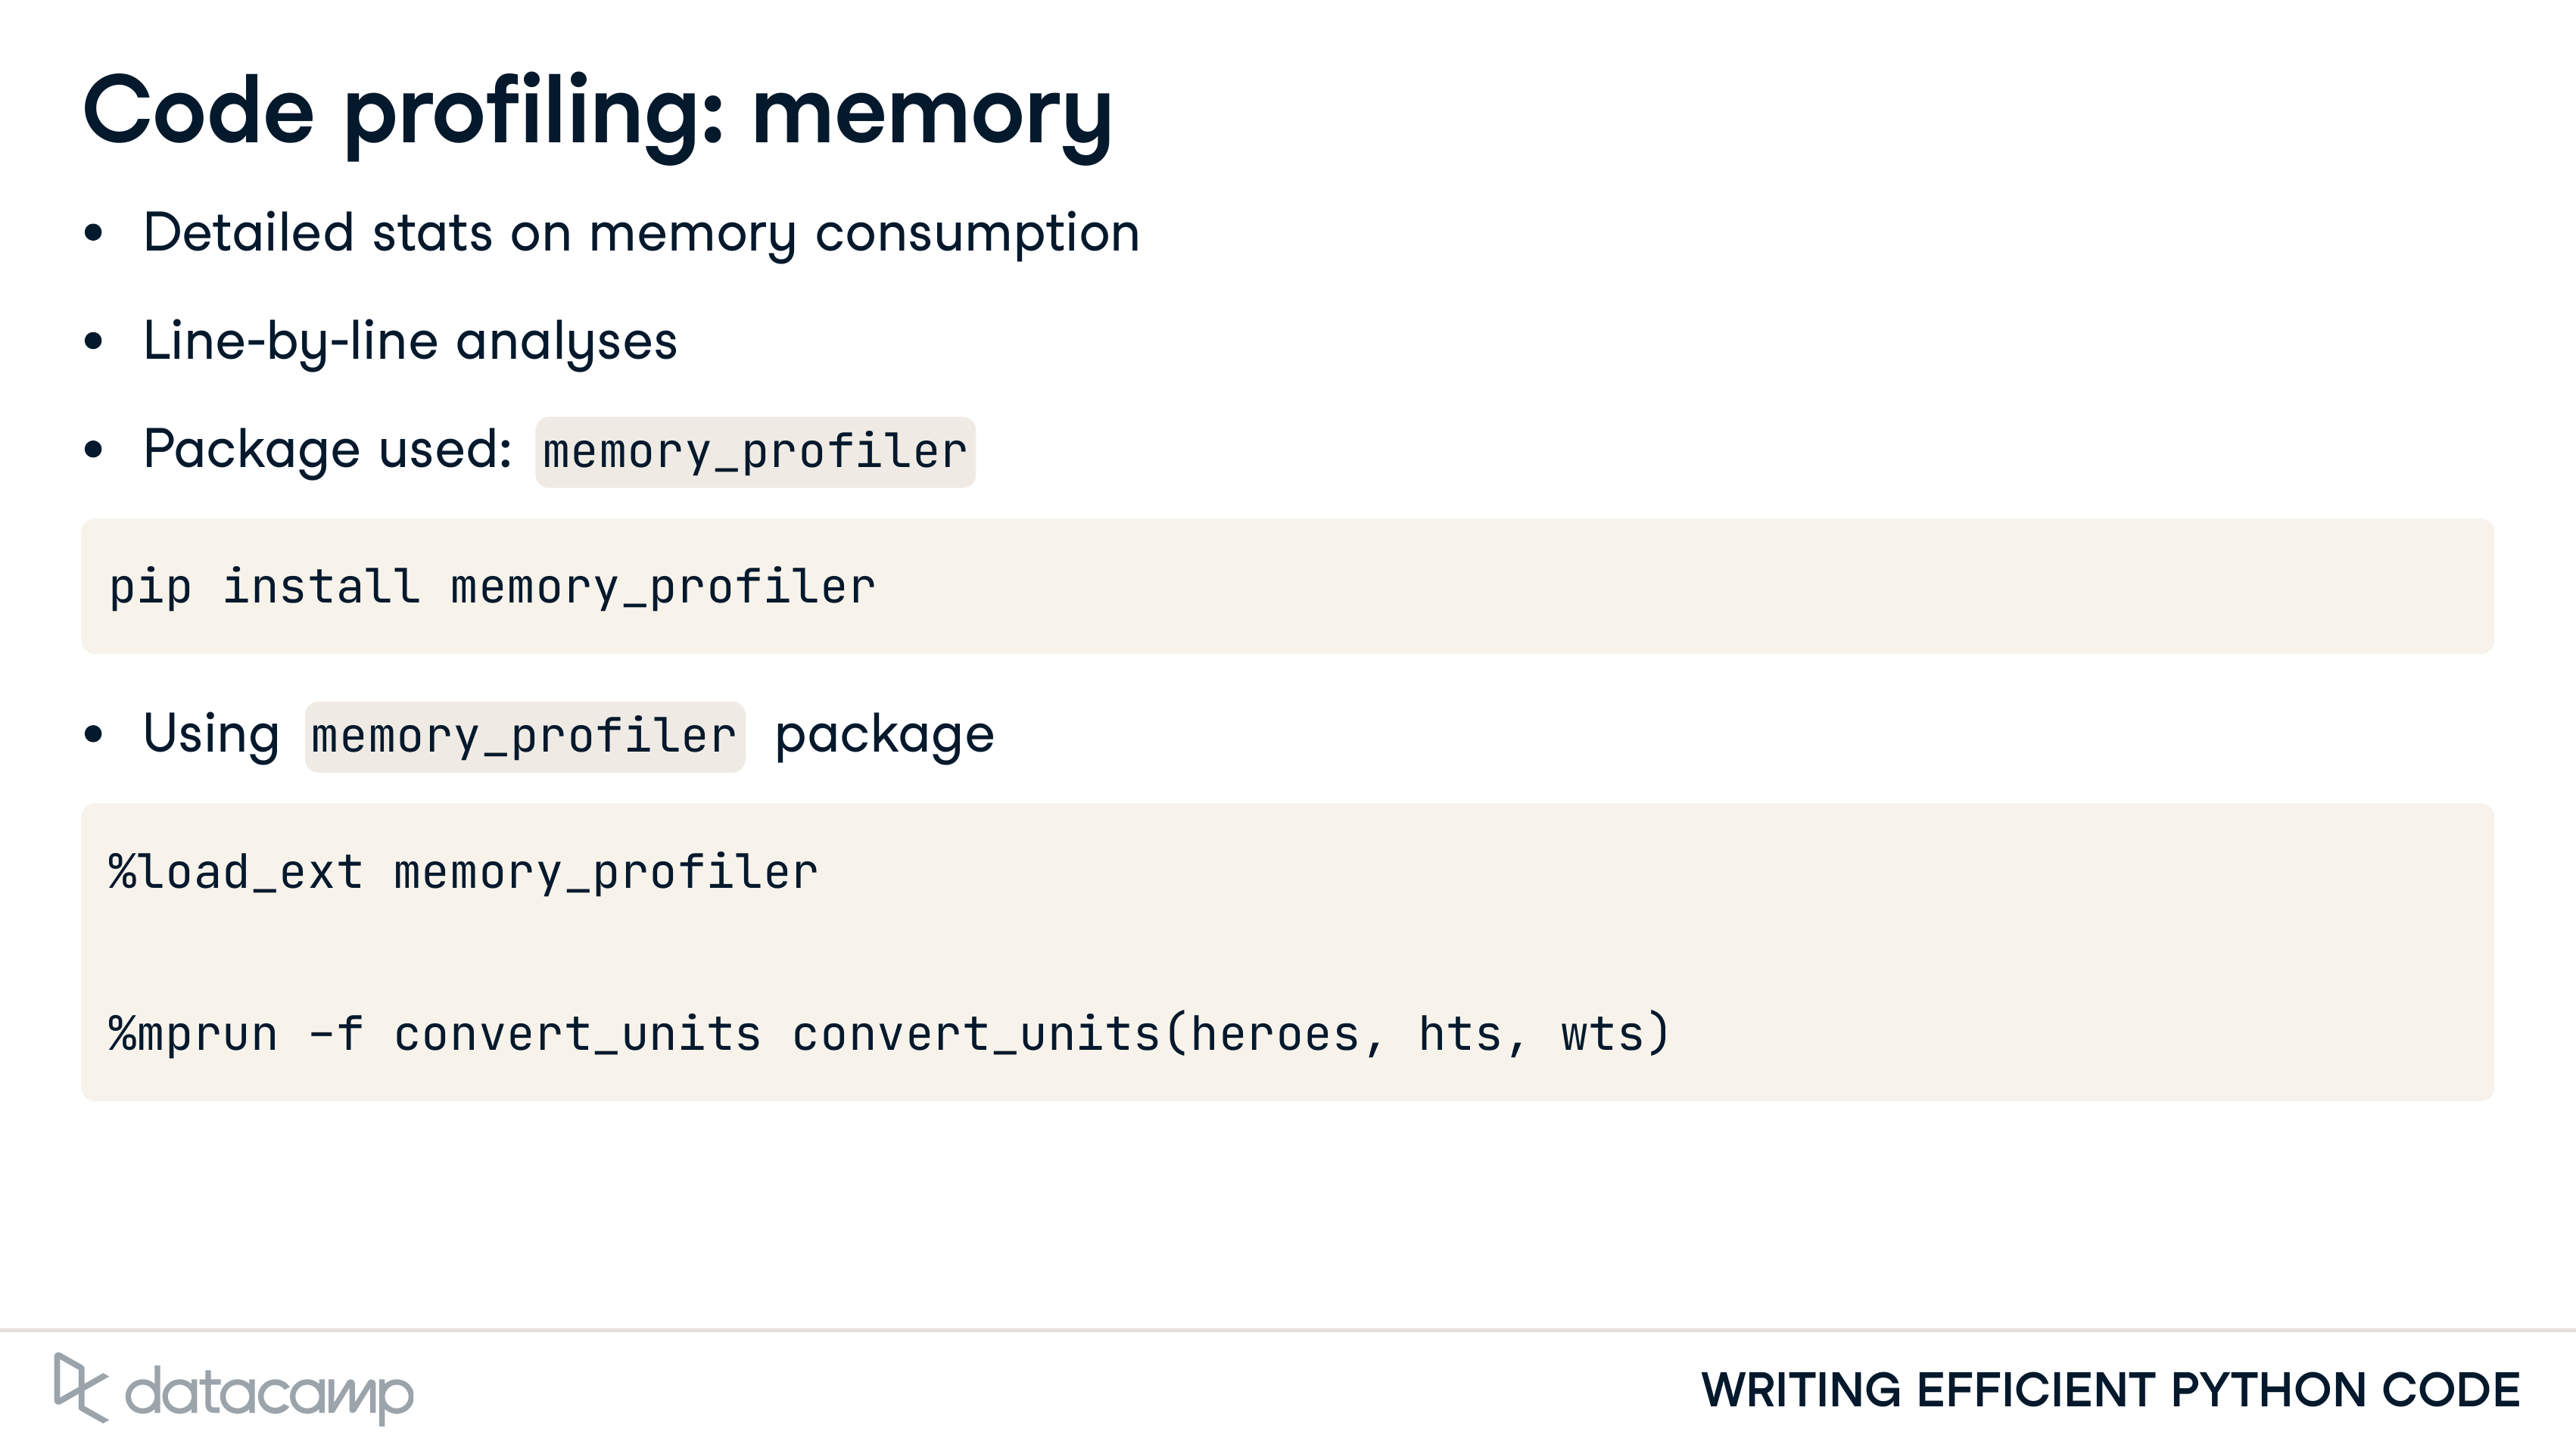 Code profiling: memory
• Detailed stats on memory consumption
• Line-by-line analyses
• Package used: memory_profiler
pip install memory_profiler
• Using memory_profiler package
%load_ext memory_profiler
%mprun -f convert_units convert_units(heroes, hts, wts)
datacamp
WRITING EFFICIENT PYTHON CODE